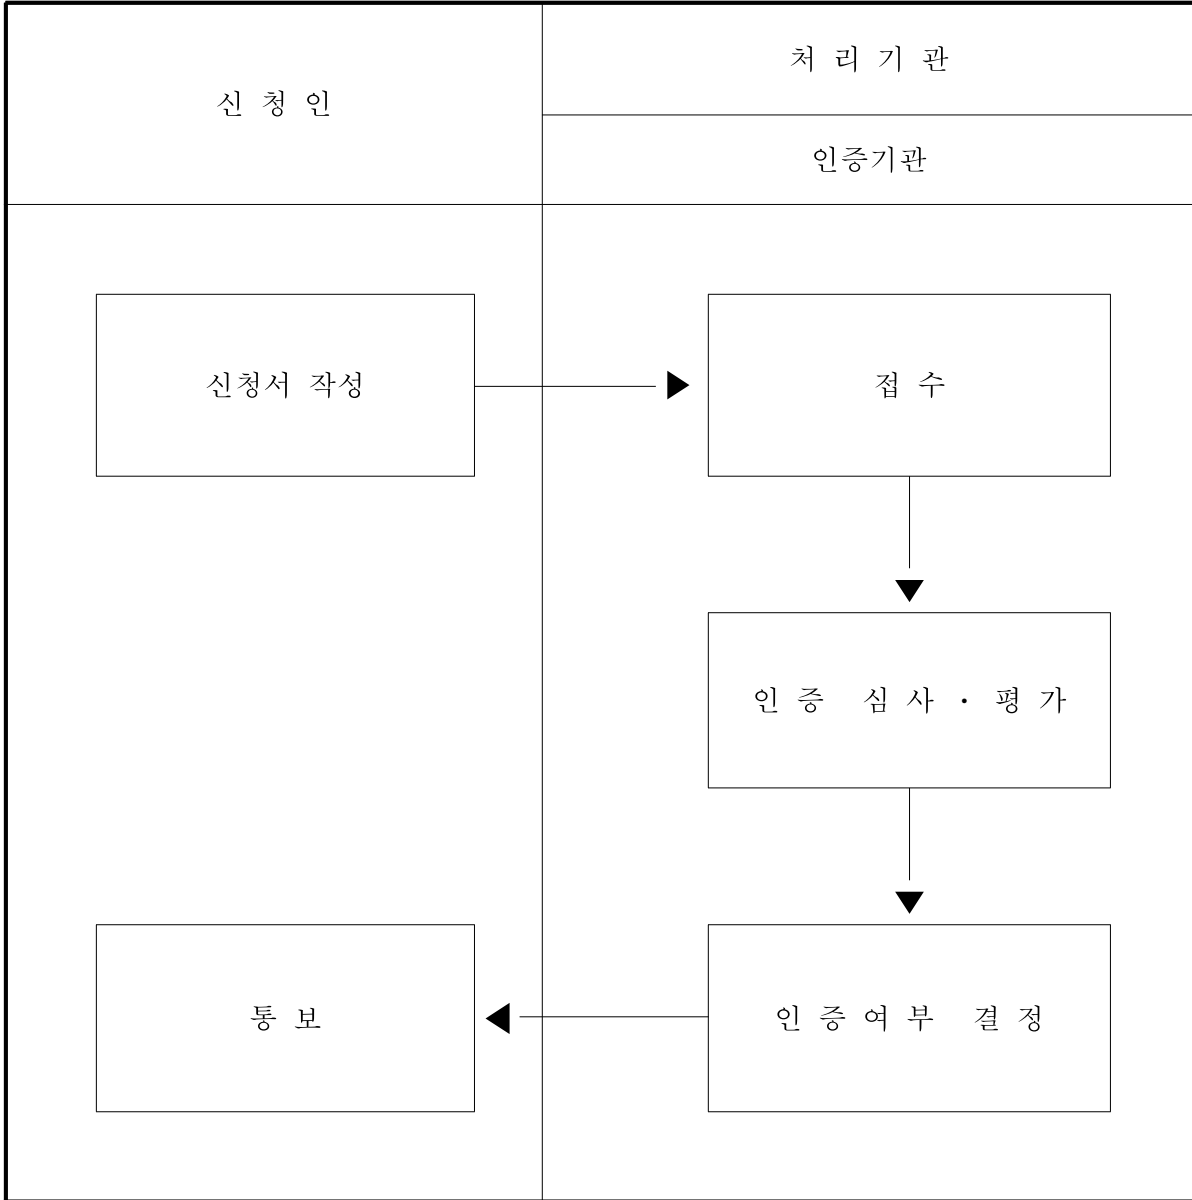 신 청 인
처 리 기 관
인증기관
신청서 작성
접 수
인 증 심 사 · 평 가
인 증 여 부 결 정
통 보